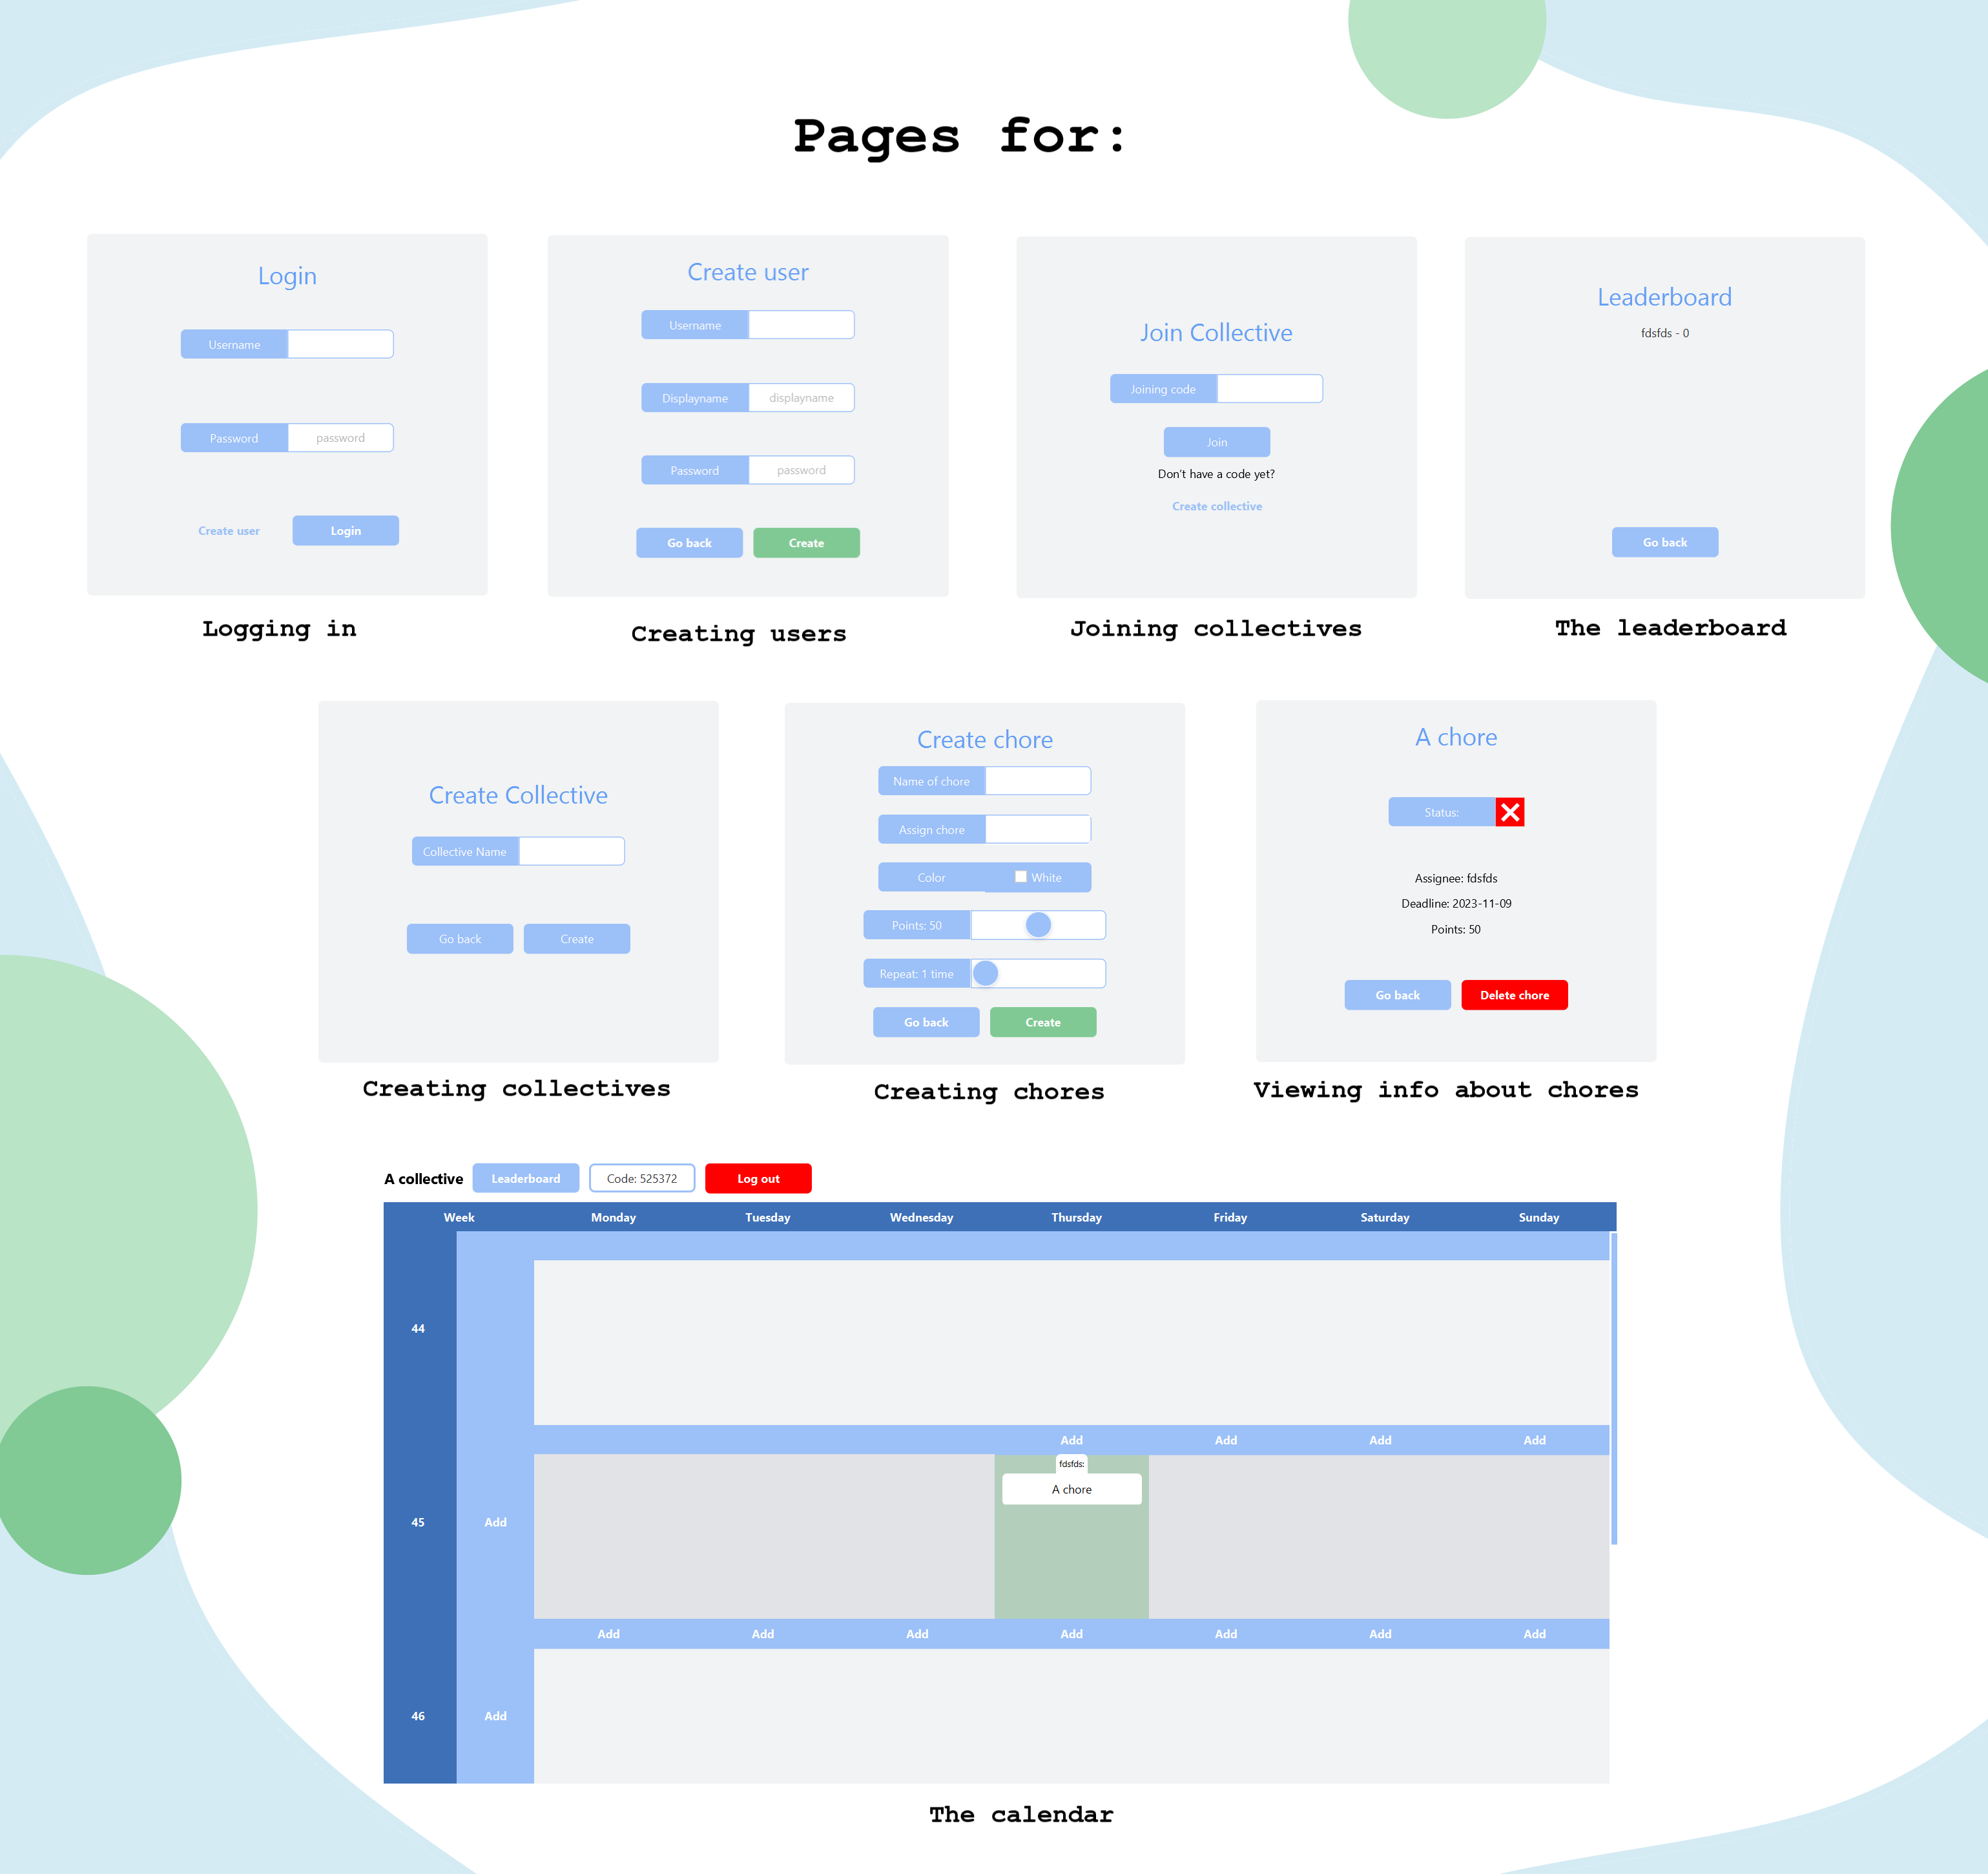 Pages for:
Login
Username
Password password
Create user Login
Logging in
Create user
Username
Displayname displayname
Password password
Go back Create
Creating users
Join Collective
Joining code
Join
Don't have a code yet?
Create collective
Joining collectives
Leaderboard
fdsfds - 0
Go back
The leaderboard
Create Collective
Collective Name
Go back Create
Creating collectives
Create chore
Name of chore
Assign chore
Color White
Points: 50
Repeat: 1 time
Go back Create
Creating chores
A chore
Status:
Assignee: fdsfds
Deadline: 2023-11-09
Points: 50
Go back Delete chore
Viewing info about chores
A collective Leaderboard Code: 525372 Log out
Week Monday Tuesday Wednesday Thursday Friday Saturday Sunday
44
Add Add Add Add
fdsfds:
A chore
45 Add
Add Add Add Add Add Add Add
46 Add
The calendar